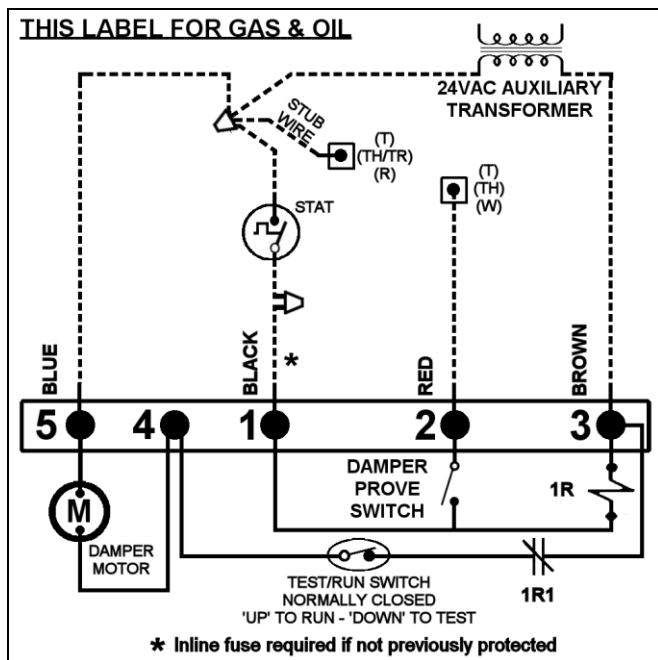 THIS LABEL FOR GAS & OIL
24VAC AUXILIARY
TRANSFORMER
STUB
WIRE
(T)
(TH/TR)
(R)
(T)
(TH)
(W)
STAT
BLUE
BLACK
*
RED
BROWN
5 4 1 2 3
DAMPER
PROVE
SWITCH
1R
M
DAMPER
MOTOR
TEST/RUN SWITCH
NORMALLY CLOSED
'UP' TO RUN - 'DOWN' TO TEST
1R1
* Inline fuse required if not previously protected